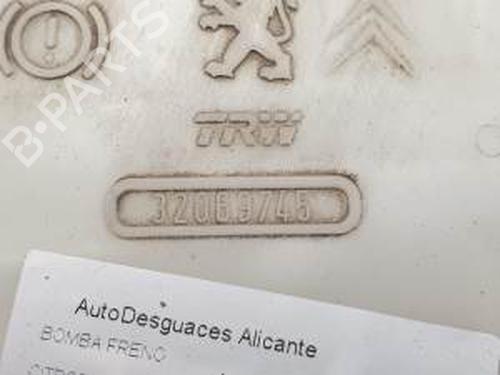 B-PARTS
TRW
32069745
AutoDesguaces Alicante
BOMBA FRENO